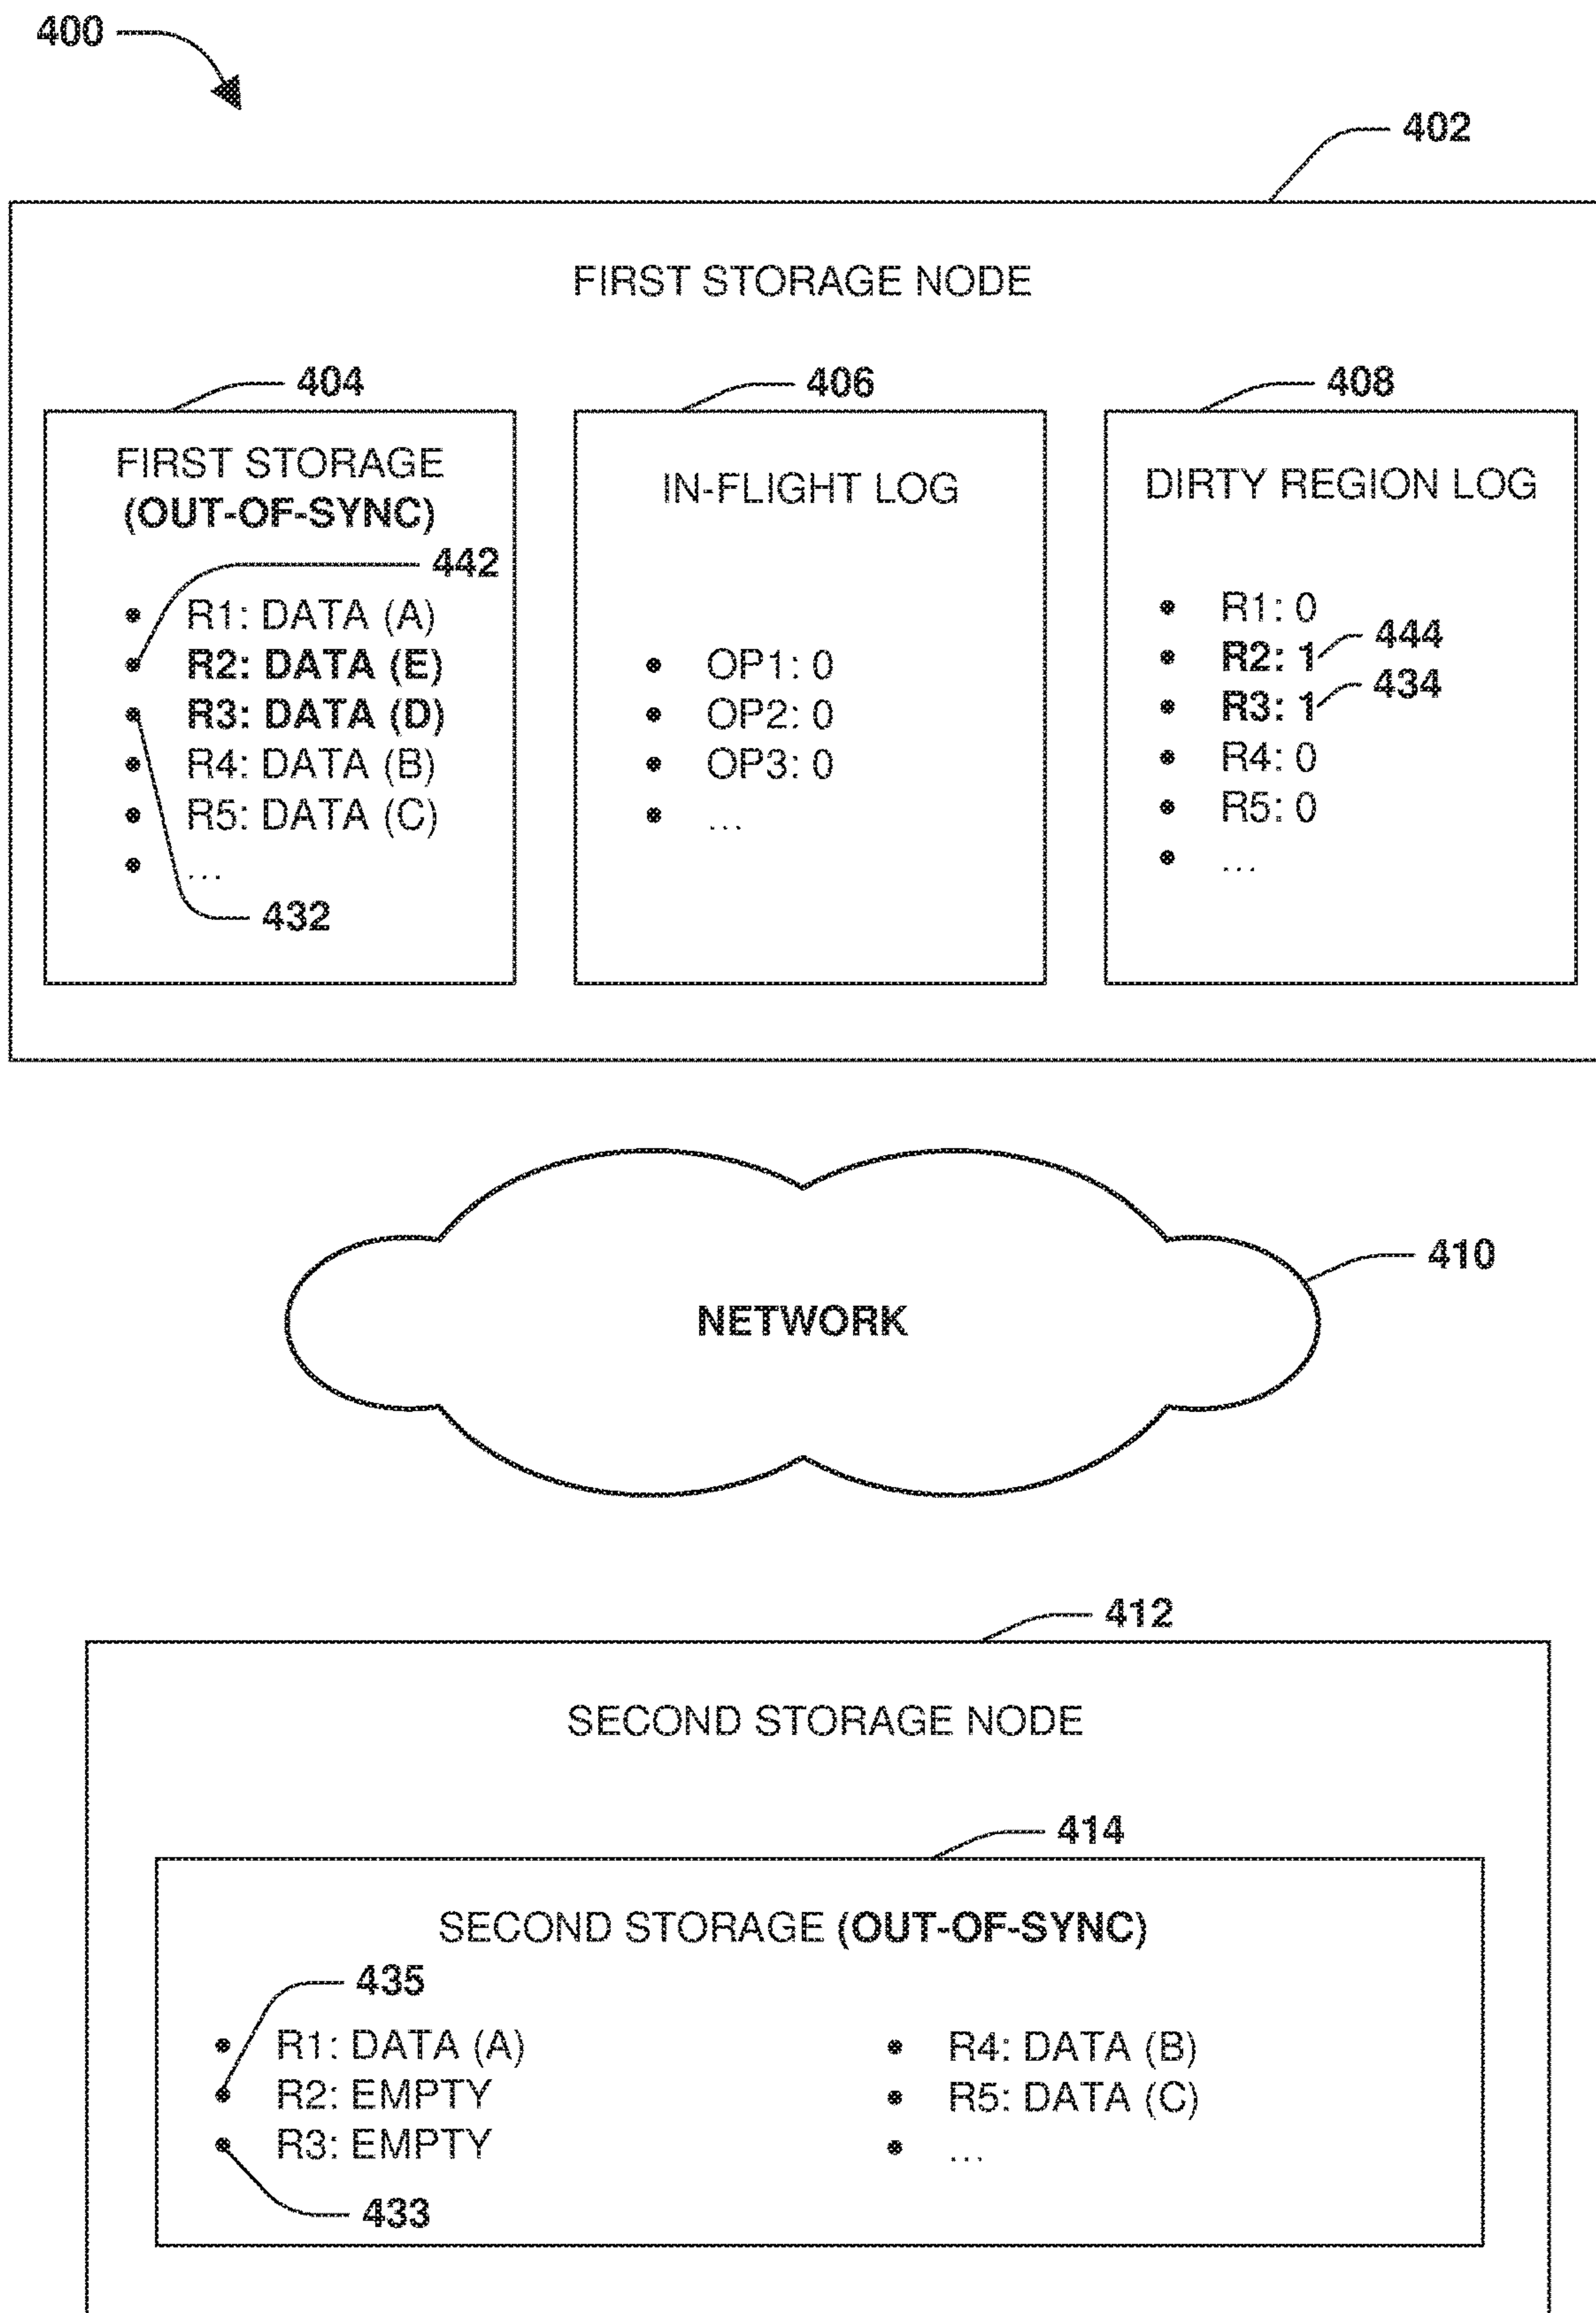 400
402
FIRST STORAGE NODE
404
406
408
FIRST STORAGE
(OUT-OF-SYNC)
442
• R1: DATA (A)
• R2: DATA (E)
• R3: DATA (D)
• R4: DATA (B)
• R5: DATA (C)
• ...
432
IN-FLIGHT LOG
• OP1: 0
• OP2: 0
• OP3: 0
• ...
DIRTY REGION LOG
• R1: 0
• R2: 1 444
• R3: 1 434
• R4: 0
• R5: 0
• ...
NETWORK
410
412
SECOND STORAGE NODE
414
SECOND STORAGE (OUT-OF-SYNC)
435
• R1: DATA (A)
• R2: EMPTY
• R3: EMPTY
433
• R4: DATA (B)
• R5: DATA (C)
• ...